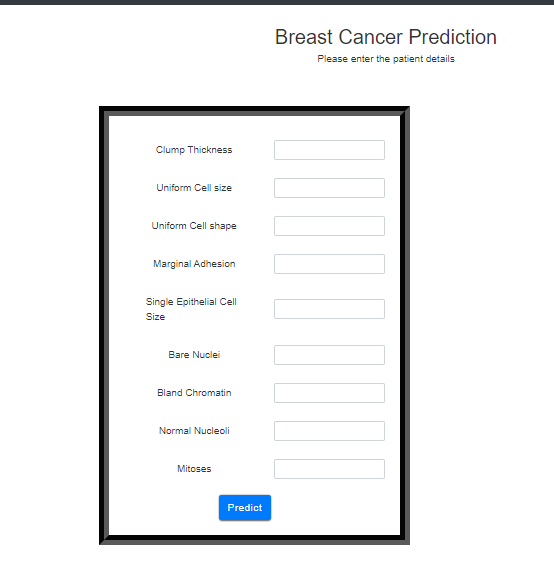 Breast Cancer Prediction
Please enter the patient details
Clump Thickness
Uniform Cell size
Uniform Cell shape
Marginal Adhesion
Single Epithelial Cell
Size
Bare Nuclei
Bland Chromatin
Normal Nucleoli
Mitoses
Predict